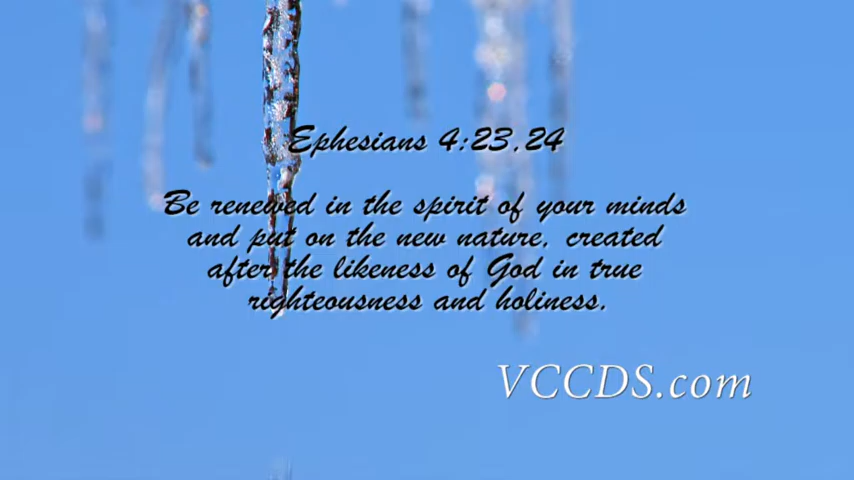 Ephesians 4:23,24
Be renewed in the spirit of your minds
and put on the new nature, created
after the likeness of God in true
righteousness and holiness.
VCCDS.com